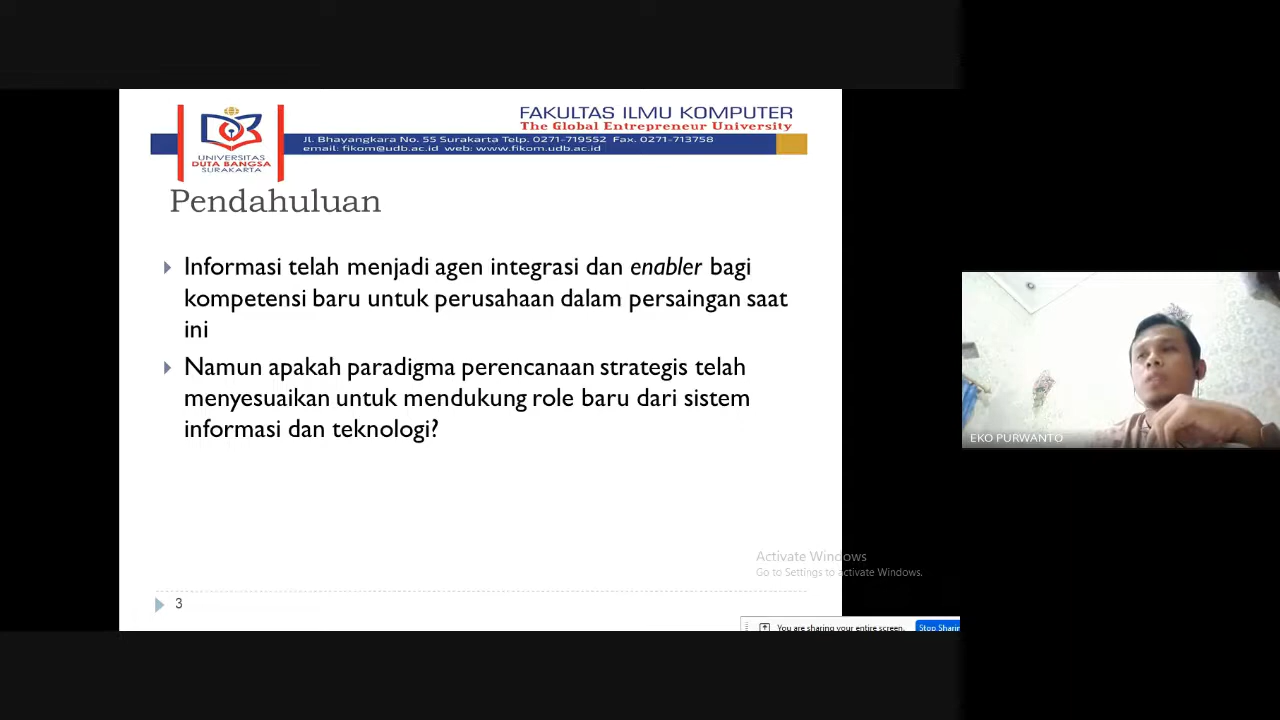 FAKULTAS ILMU KOMPUTER
The Global Entrepreneur University
Jl. Bhayangkara No. 55 Surakarta Telp. 0271-719552 Fax. 0271-713758
email: fikom@udb.ac.id web: www.fikom.udb.ac.id
UNIVERSITAS
DUTA BANGSA
SURAKARTA
Pendahuluan
Informasi telah menjadi agen integrasi dan enabler bagi
kompetensi baru untuk perusahaan dalam persaingan saat
ini
Namun apakah paradigma perencanaan strategis telah
menyesuaikan untuk mendukung role baru dari sistem
informasi dan teknologi?
EKO PURWANTO
Activate Windows
Go to Settings to activate Windows.
3
You are sharing your entire screen.
Stop Sharin